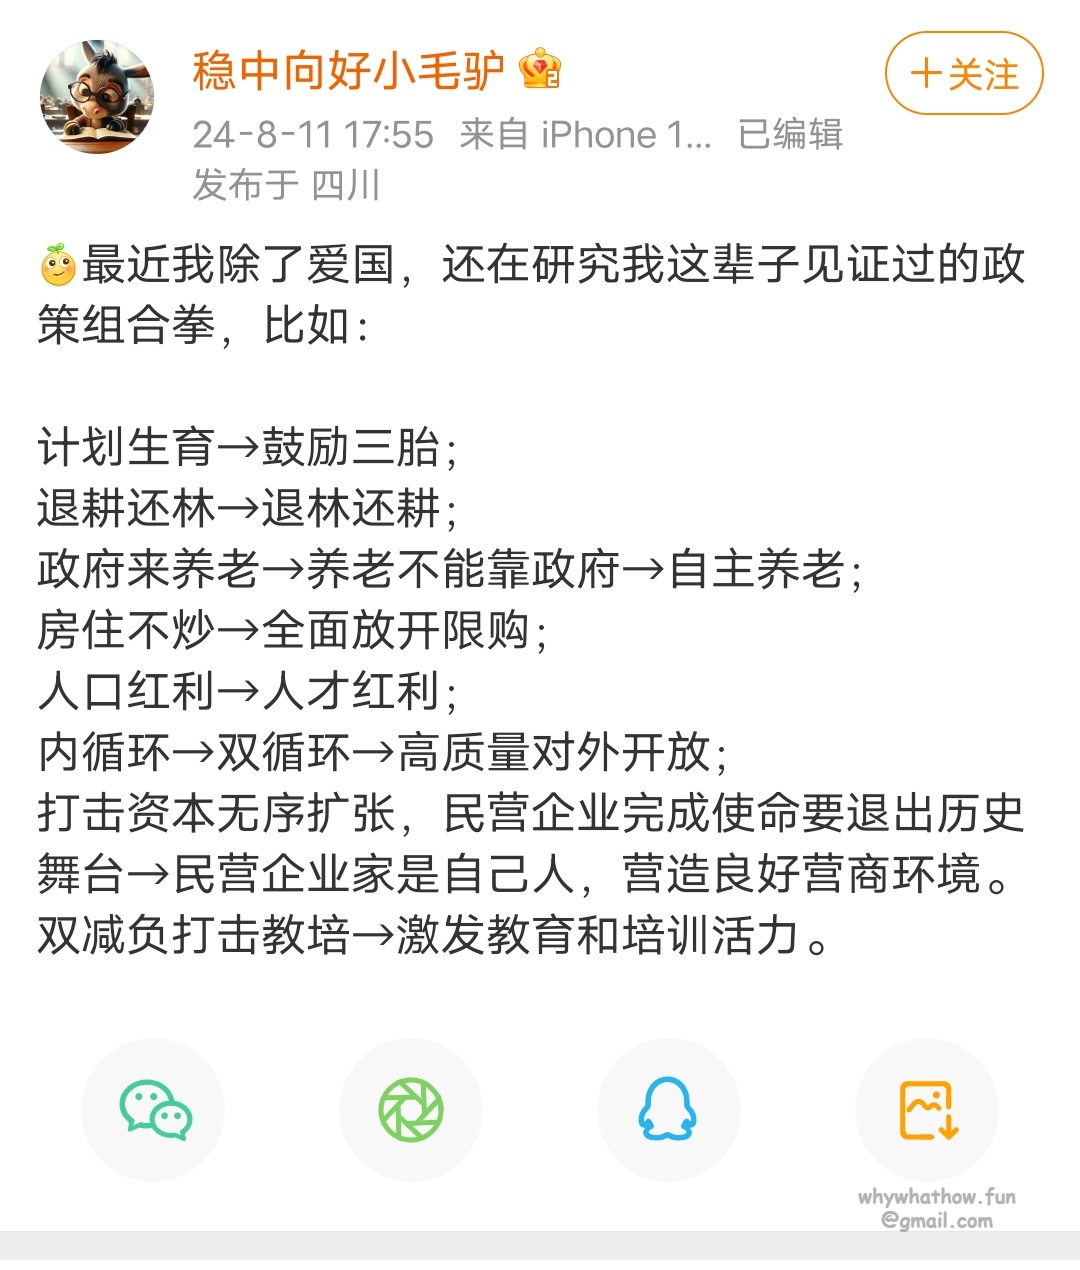 稳中向好小毛驴
＋关注
24-8-11 17:55 来自 iPhone 1... 已编辑
发布于 四川
最近我除了爱国，还在研究我这辈子见证过的政
策组合拳，比如：
计划生育→鼓励三胎；
退耕还林→退林还耕；
政府来养老→养老不能靠政府→自主养老；
房住不炒→全面放开限购；
人口红利→人才红利；
内循环→双循环→高质量对外开放；
打击资本无序扩张，民营企业完成使命要退出历史
舞台→民营企业家是自己人，营造良好营商环境。
双减负打击教培→激发教育和培训活力。
whywhathow.fun
@gmail.com